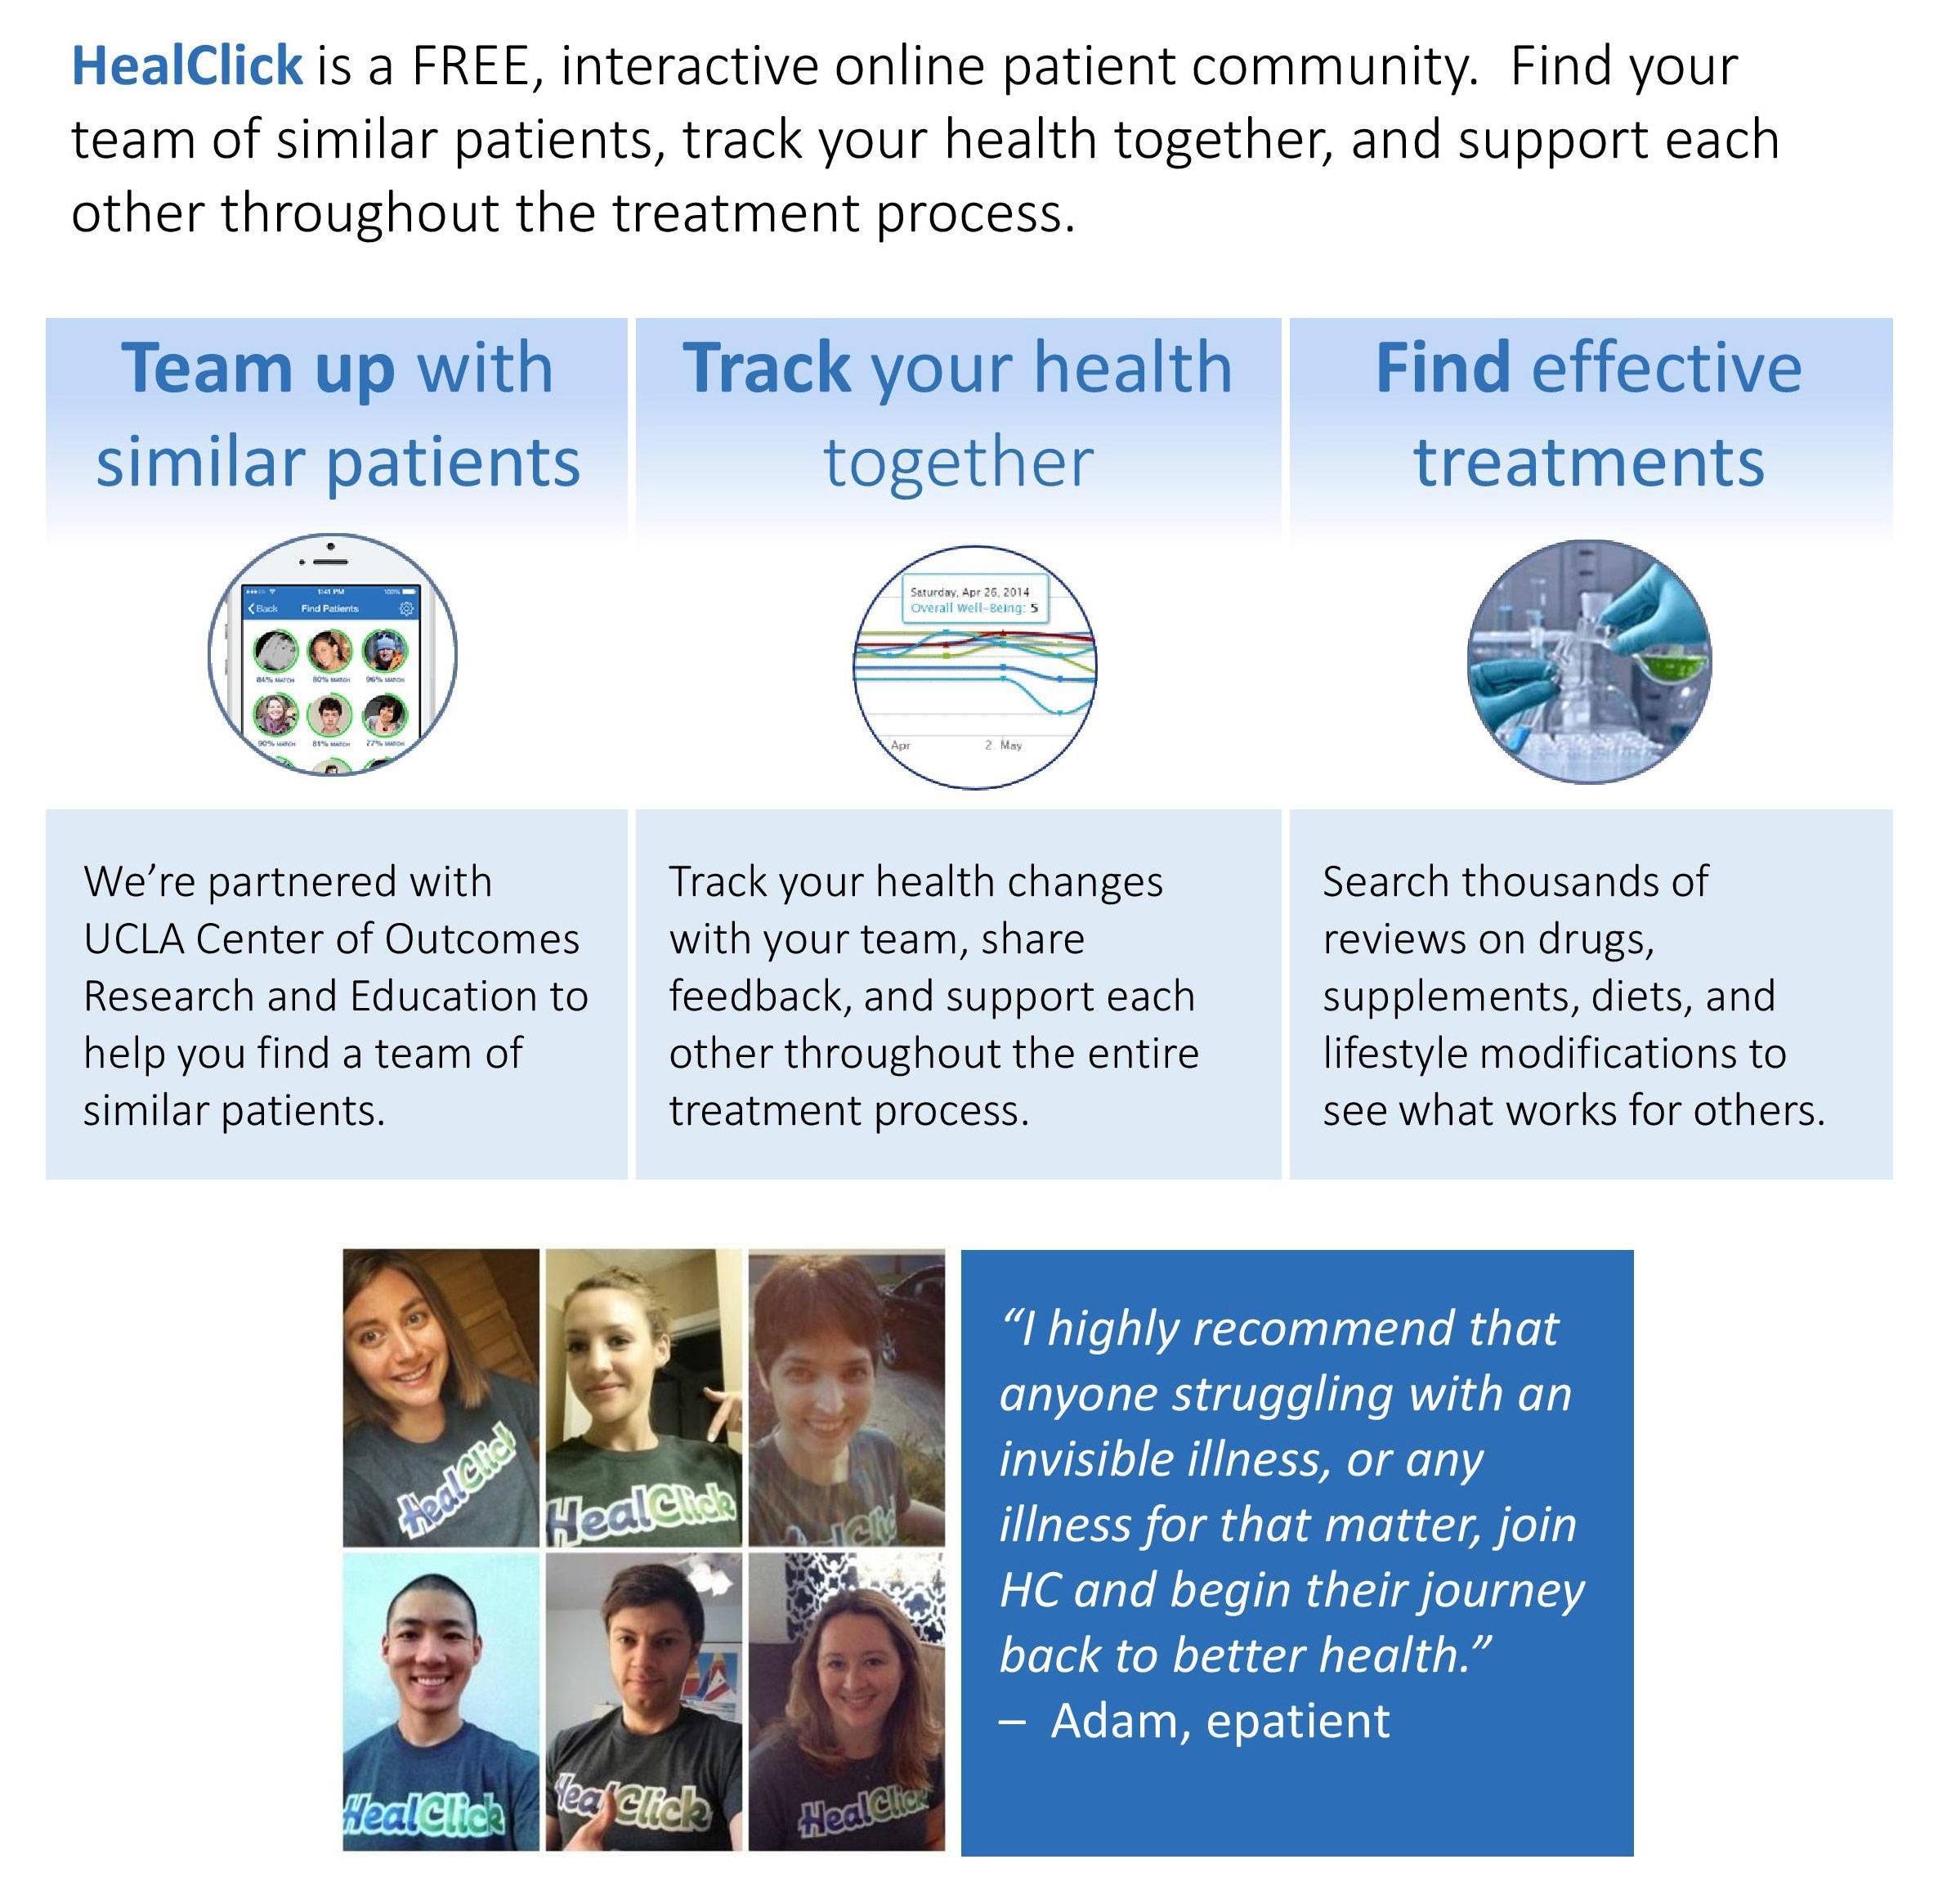 HealClick is a FREE, interactive online patient community. Find your
team of similar patients, track your health together, and support each
other throughout the treatment process.
Team up with
similar patients
Track your health
together
Find effective
treatments
1:41 PM
100%
Back
Find Patients
84% MATCH
80% MATCH
96% MATCH
90% MATCH
81% MATCH
77% MATCH
Saturday, Apr 26, 2014
Overall Well-Being: 5
Apr
2. May
We’re partnered with
UCLA Center of Outcomes
Research and Education to
help you find a team of
similar patients.
Track your health changes
with your team, share
feedback, and support each
other throughout the entire
treatment process.
Search thousands of
reviews on drugs,
supplements, diets, and
lifestyle modifications to
see what works for others.
HealClick
HealClick
HealClick
HealClick
HealClick
“I highly recommend that
anyone struggling with an
invisible illness, or any
illness for that matter, join
HC and begin their journey
back to better health.”
– Adam, epatient